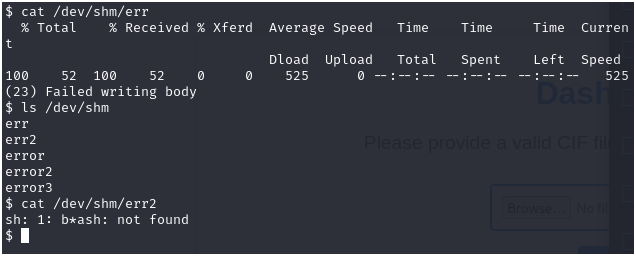 $ cat /dev/shm/err
  % Total    % Received % Xferd  Average Speed   Time    Time     Time  Curren
t
                                 Dload  Upload   Total   Spent    Left  Speed
100    52  100    52    0     0    525      0 --:--:-- --:--:-- --:--:--   525
(23) Failed writing body
$ ls /dev/shm
err
err2
error
error2
error3
$ cat /dev/shm/err2
sh: 1: b*ash: not found
$
Dash
Please provide a valid CIF file
Browse... No fil